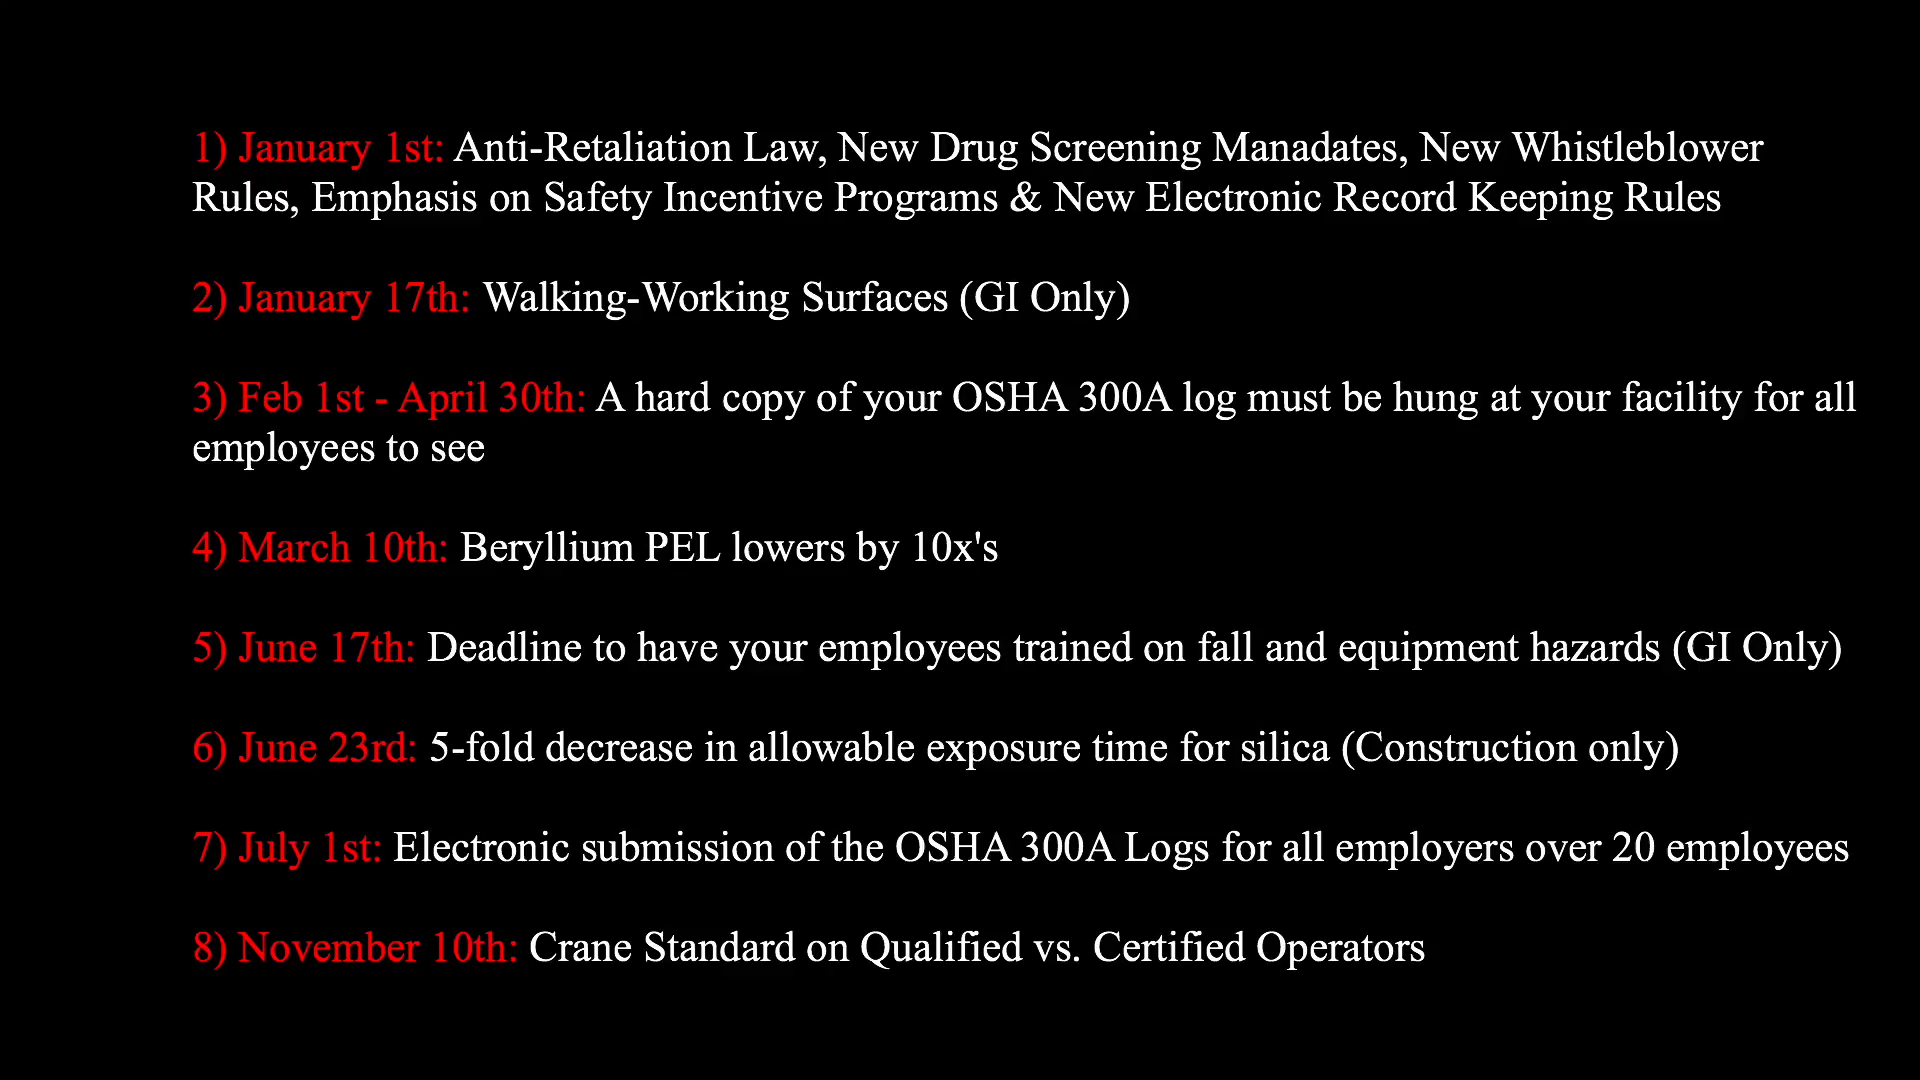 1) January 1st: Anti-Retaliation Law, New Drug Screening Manadates, New Whistleblower
Rules, Emphasis on Safety Incentive Programs & New Electronic Record Keeping Rules
2) January 17th: Walking-Working Surfaces (GI Only)
3) Feb 1st - April 30th: A hard copy of your OSHA 300A log must be hung at your facility for all
employees to see
4) March 10th: Beryllium PEL lowers by 10x's
5) June 17th: Deadline to have your employees trained on fall and equipment hazards (GI Only)
6) June 23rd: 5-fold decrease in allowable exposure time for silica (Construction only)
7) July 1st: Electronic submission of the OSHA 300A Logs for all employers over 20 employees
8) November 10th: Crane Standard on Qualified vs. Certified Operators